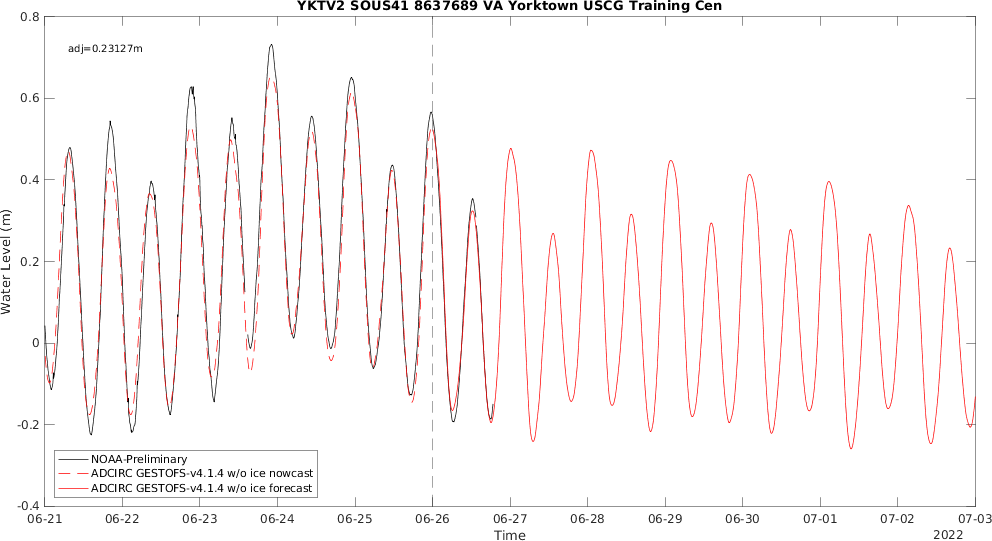 YKTV2 SOUS41 8637689 VA Yorktown USCG Training Cen
adj=0.23127m
0.8
0.6
0.4
0.2
0
-0.2
-0.4
Water Level (m)
NOAA-Preliminary
ADCIRC GESTOFS-v4.1.4 w/o ice nowcast
ADCIRC GESTOFS-v4.1.4 w/o ice forecast
06-21 06-22 06-23 06-24 06-25 06-26 06-27 06-28 06-29 06-30 07-01 07-02 07-03
Time
2022